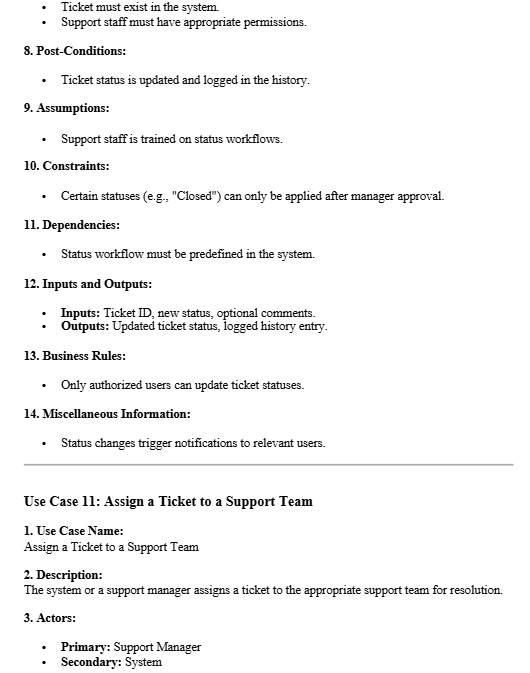 • Ticket must exist in the system.
• Support staff must have appropriate permissions.
8. Post-Conditions:
• Ticket status is updated and logged in the history.
9. Assumptions:
• Support staff is trained on status workflows.
10. Constraints:
• Certain statuses (e.g., "Closed") can only be applied after manager approval.
11. Dependencies:
• Status workflow must be predefined in the system.
12. Inputs and Outputs:
• Inputs: Ticket ID, new status, optional comments.
• Outputs: Updated ticket status, logged history entry.
13. Business Rules:
• Only authorized users can update ticket statuses.
14. Miscellaneous Information:
• Status changes trigger notifications to relevant users.
Use Case 11: Assign a Ticket to a Support Team
1. Use Case Name:
Assign a Ticket to a Support Team
2. Description:
The system or a support manager assigns a ticket to the appropriate support team for resolution.
3. Actors:
• Primary: Support Manager
• Secondary: System